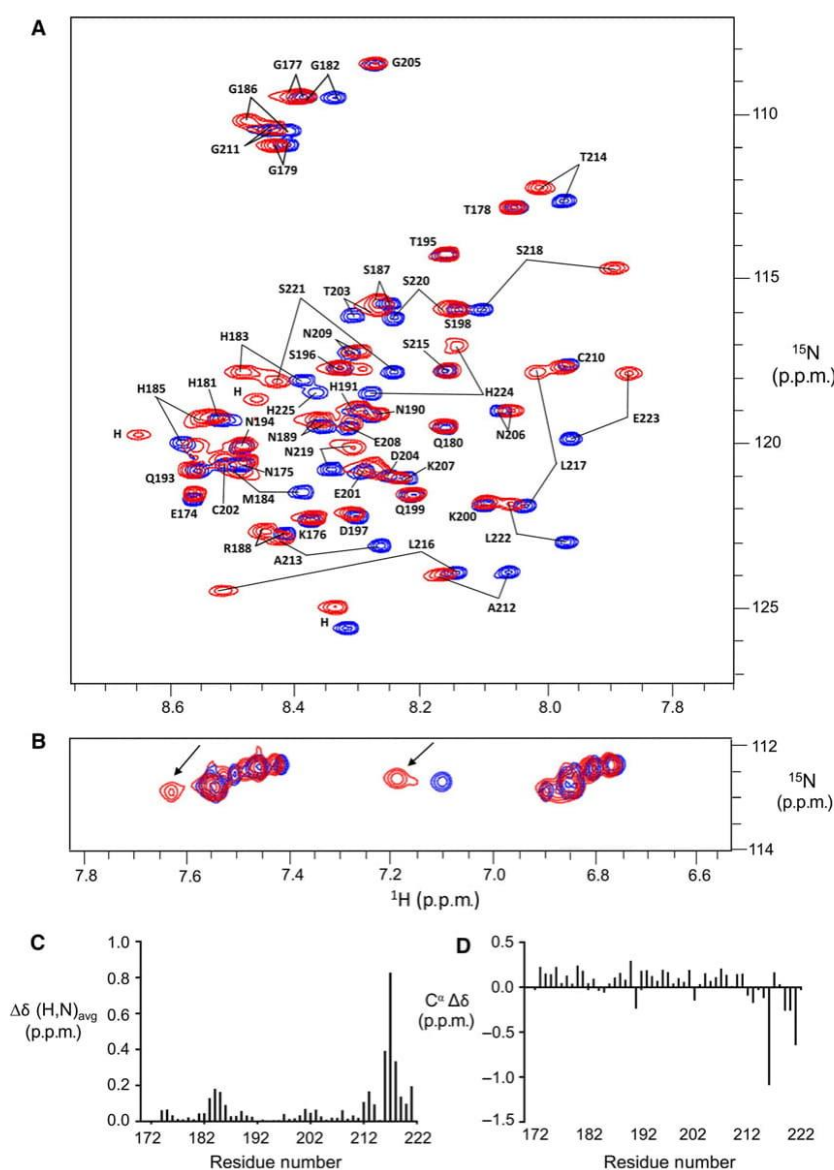 A
G177 G182
G205
G186
110
G211
G179
T214
T178
T195
S218
115
S187
S220
S221
T203
S198
15N
(p.p.m.)
N209
H183
S196
S215
C210
H224
H185
H181
H
H225
H191
N190
E223
H
N194
N189
E208
Q180
N206
120
N219
Q193
N175
D204
K207
L217
M184
E201
E174
C202
Q199
K200
K176
D197
L222
R188
L216
A213
A212
125
H
8.6 8.4 8.2 8.0 7.8
B
112
15N
(p.p.m.)
114
7.8 7.6 7.4 7.2 7.0 6.8 6.6
1H (p.p.m.)
C
1.0
0.8
0.6
0.4
0.2
0.0
Δδ (H,N)avg
(p.p.m.)
172 182 192 202 212 222
Residue number
D
0.5
0.0
−0.5
−1.0
−1.5
Cα Δδ
(p.p.m.)
172 182 192 202 212 222
Residue number